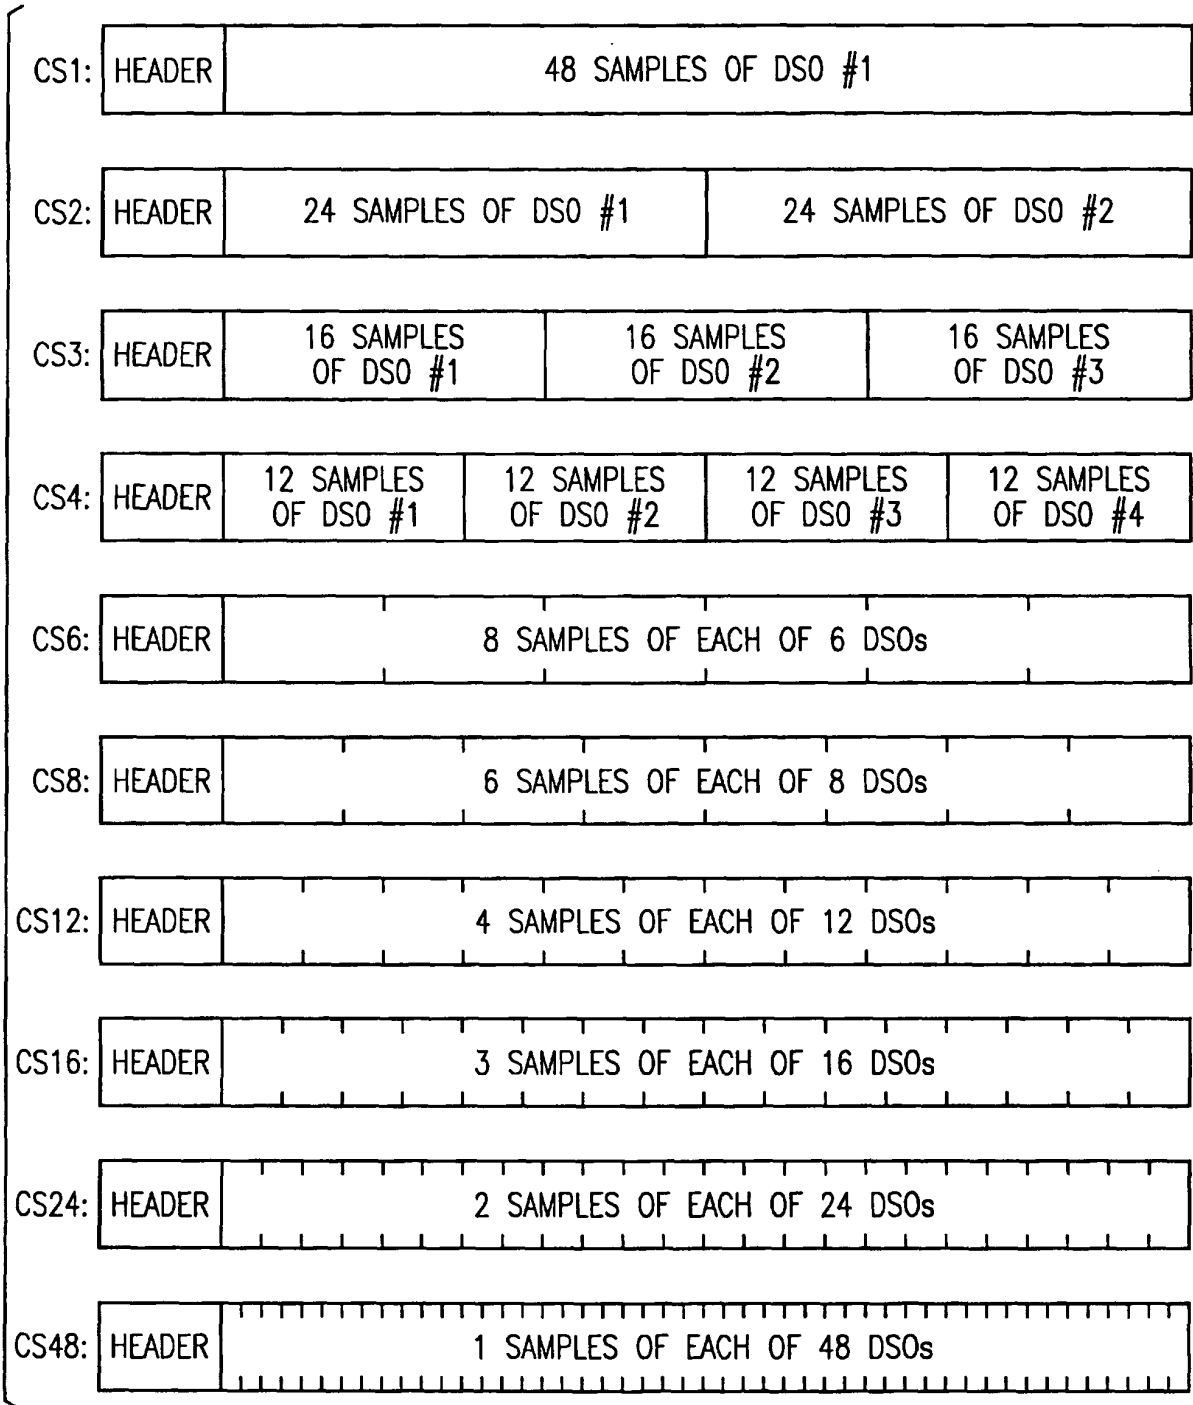 CS1: HEADER 48 SAMPLES OF DS0 #1
CS2: HEADER 24 SAMPLES OF DS0 #1 24 SAMPLES OF DS0 #2
CS3: HEADER 16 SAMPLES OF DS0 #1 16 SAMPLES OF DS0 #2 16 SAMPLES OF DS0 #3
CS4: HEADER 12 SAMPLES OF DS0 #1 12 SAMPLES OF DS0 #2 12 SAMPLES OF DS0 #3 12 SAMPLES OF DS0 #4
CS6: HEADER 8 SAMPLES OF EACH OF 6 DS0s
CS8: HEADER 6 SAMPLES OF EACH OF 8 DS0s
CS12: HEADER 4 SAMPLES OF EACH OF 12 DS0s
CS16: HEADER 3 SAMPLES OF EACH OF 16 DS0s
CS24: HEADER 2 SAMPLES OF EACH OF 24 DS0s
CS48: HEADER 1 SAMPLES OF EACH OF 48 DS0s